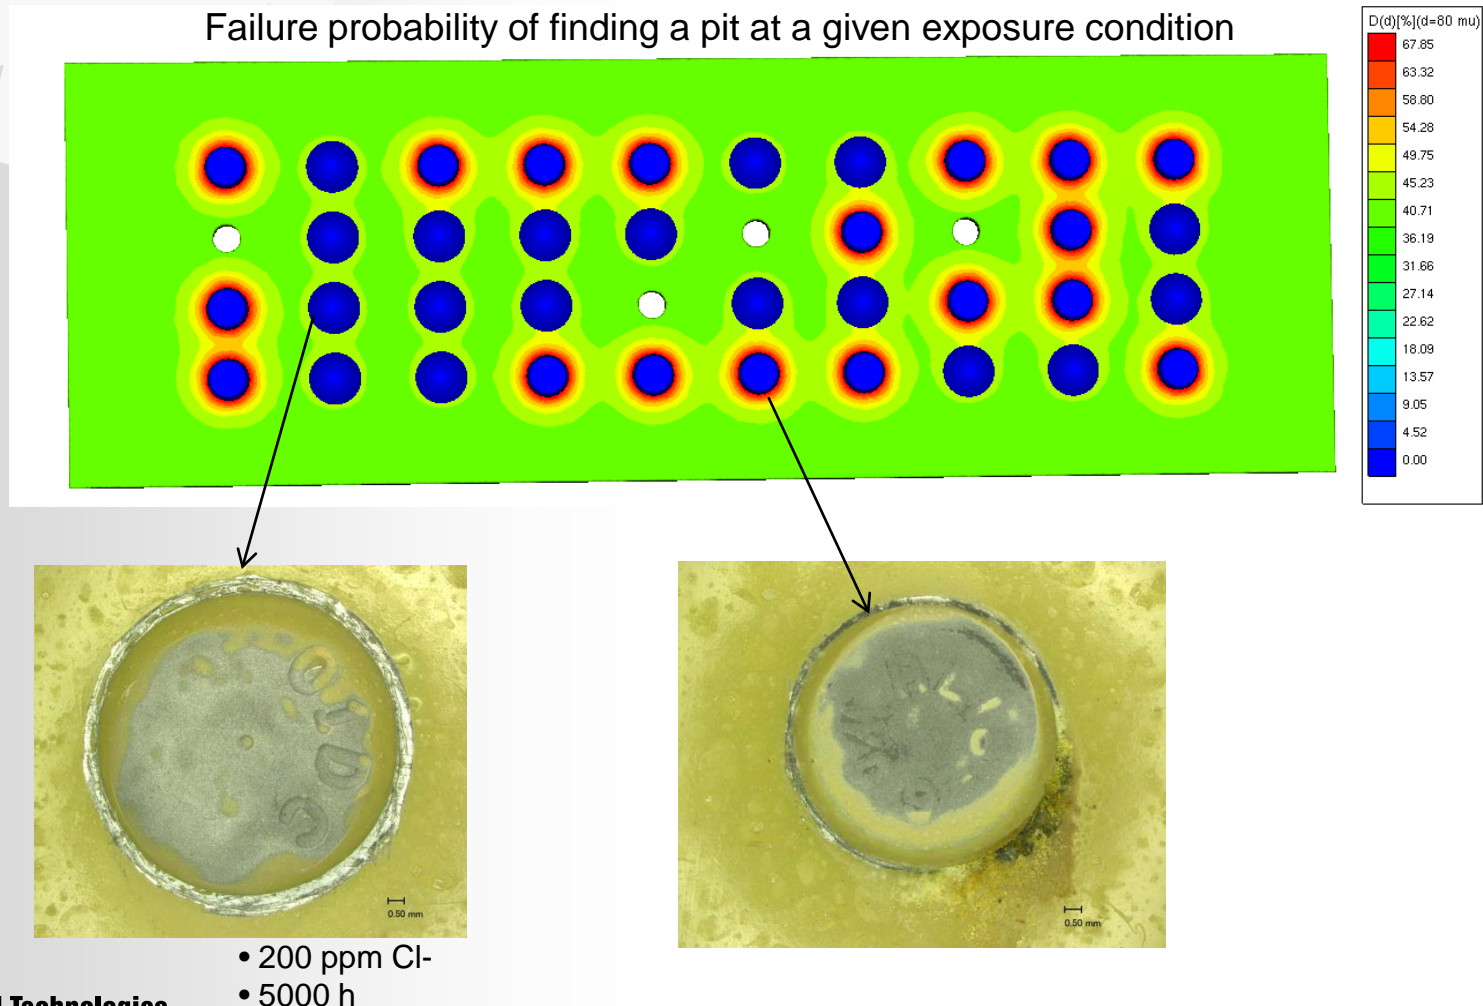 Failure probability of finding a pit at a given exposure condition
D(d)[%](d=80 mu)
67.85
63.32
58.80
54.28
49.75
45.23
40.71
36.19
31.66
27.14
22.62
18.09
13.57
9.05
4.52
0.00
0.50 mm
0.50 mm
• 200 ppm Cl-
• 5000 h